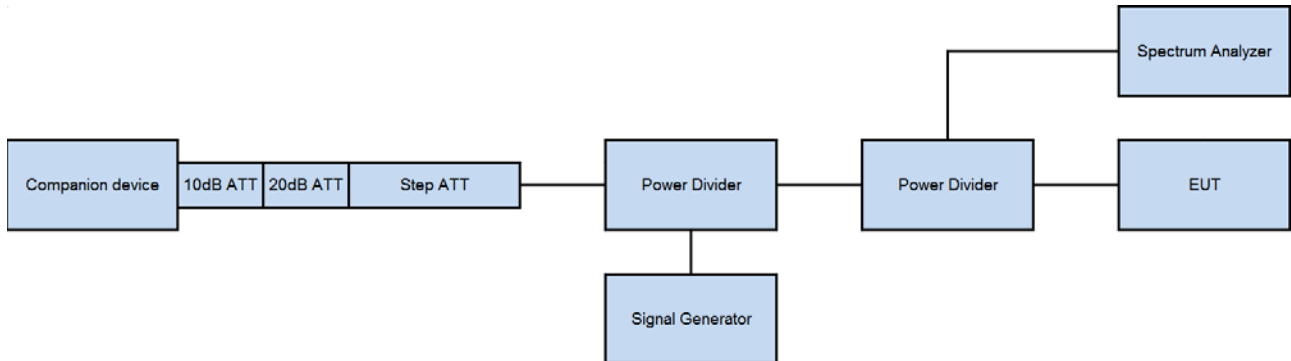 Spectrum Analyzer
Companion device
10dB ATT
20dB ATT
Step ATT
Power Divider
Power Divider
EUT
Signal Generator